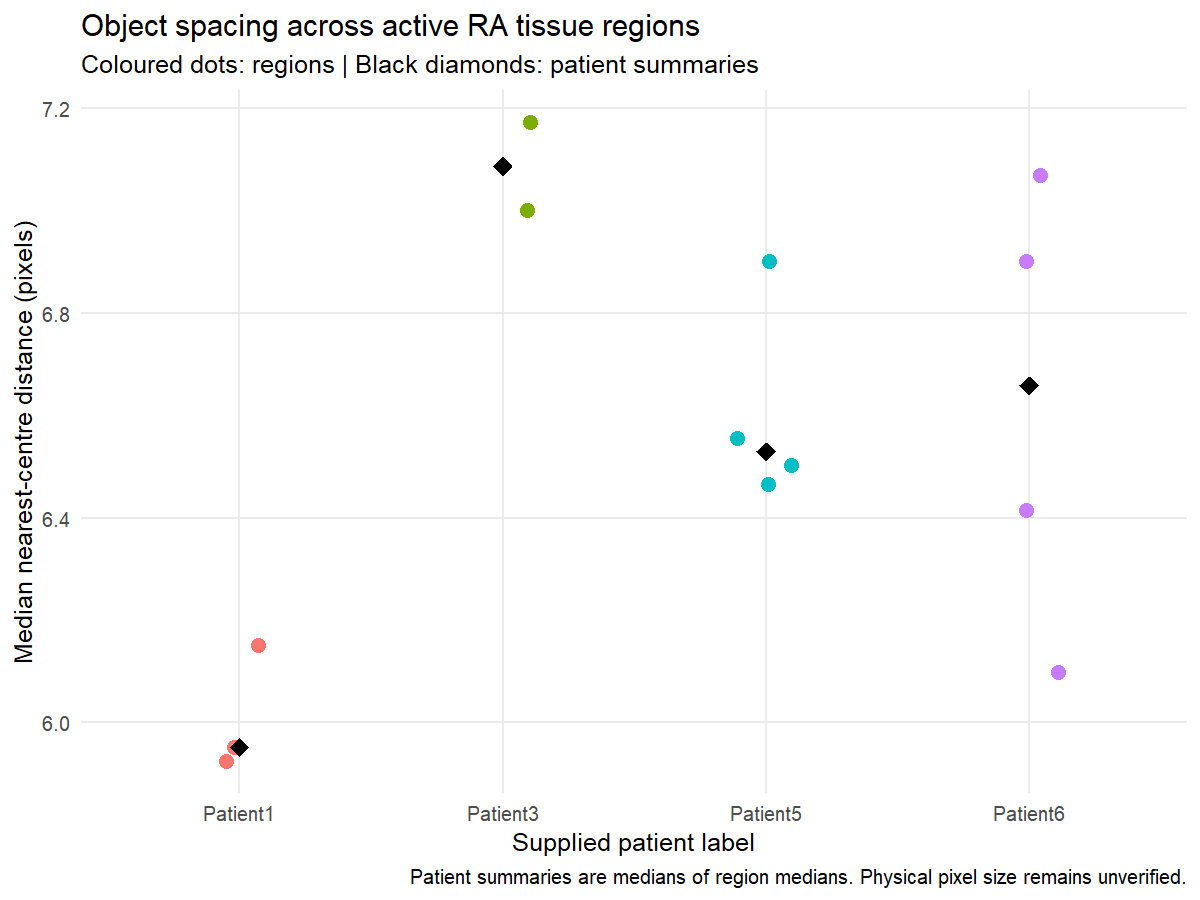 Object spacing across active RA tissue regions
Coloured dots: regions | Black diamonds: patient summaries
Median nearest-centre distance (pixels)
7.2
6.8
6.4
6.0
Patient1 Patient3 Patient5 Patient6
Supplied patient label
Patient summaries are medians of region medians. Physical pixel size remains unverified.